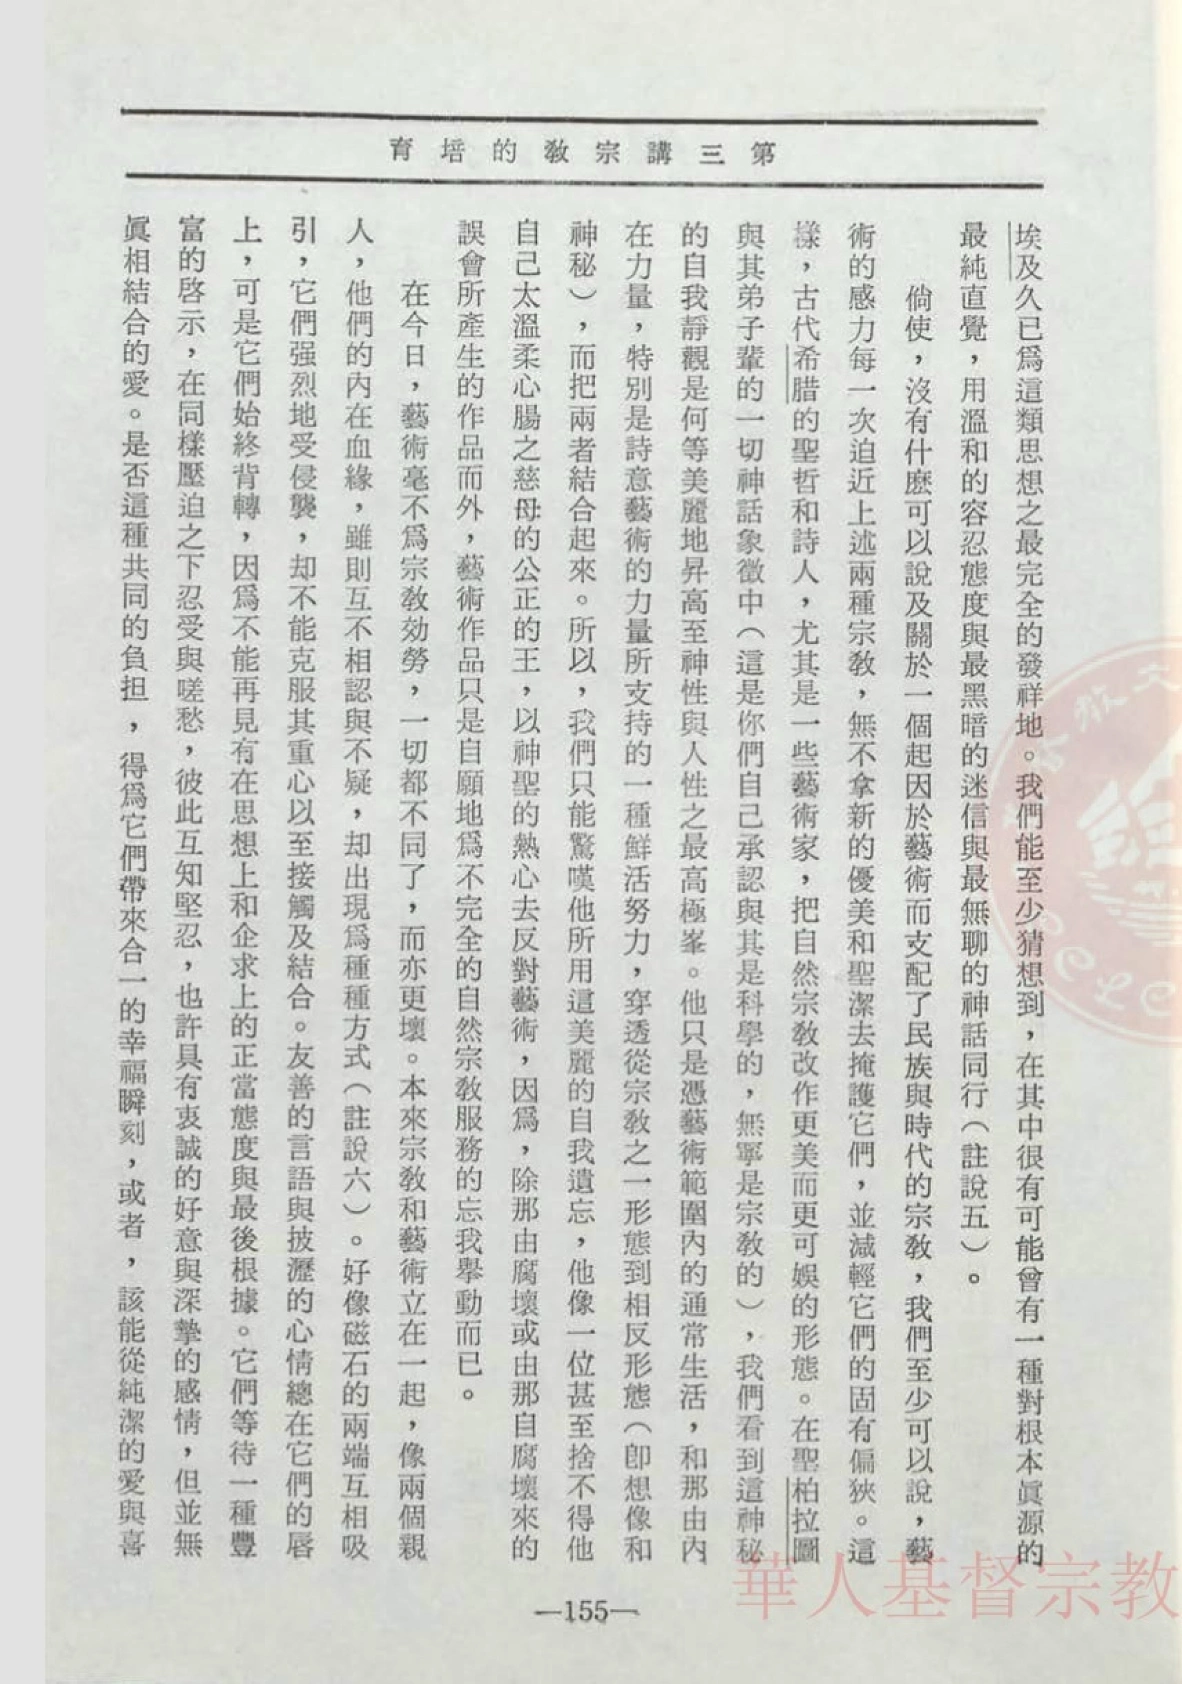 第三講宗教的培育
埃及久已爲這類思想之最完全的發祥地。我們能至少猜想到，在其中很有可能曾有一種對根本眞源的
最純直覺，用溫和的容忍態度與最黑暗的迷信與最無聊的神話同行（註說五）。
倘使，沒有什麽可以說及關於一個起因於藝術而支配了民族與時代的宗教，我們至少可以說，藝
術的感力每一次迫近上述兩種宗教，無不拿新的優美和聖潔去掩護它們，並減輕它們的固有偏狹。這
樣，古代希腊的聖哲和詩人，尤其是一些藝術家，把自然宗教改作更美而更可娛的形態。在聖柏拉圖
與其弟子輩的一切神話象徵中（這是你們自己承認與其是科學的，無寧是宗教的），我們看到這神秘
的自我靜觀是何等美麗地昇高至神性與人性之最高極峯。他只是憑藝術範圍內的通常生活，和那由內
在力量，特別是詩意藝術的力量所支持的一種鮮活努力，穿透從宗教之一形態到相反形態（卽想像和
神秘），而把兩者結合起來。所以，我們只能驚嘆他所用這美麗的自我遺忘，他像一位甚至捨不得他
自己太溫柔心腸之慈母的公正的王，以神聖的熱心去反對藝術，因爲，除那由腐壞或由那自腐壞來的
誤會所產生的作品而外，藝術作品只是自願地爲不完全的自然宗教服務的忘我舉動而已。
在今日，藝術毫不爲宗教効勞，一切都不同了，而亦更壞。本來宗教和藝術立在一起，像兩個親
人，他們的內在血緣，雖則互不相認與不疑，却出現爲種種方式（註說六）。好像磁石的兩端互相吸
引，它們强烈地受侵襲，却不能克服其重心以至接觸及結合。友善的言語與披瀝的心情總在它們的唇
上，可是它們始終背轉，因爲不能再見有在思想上和企求上的正當態度與最後根據。它們等待一種豐
富的啓示，在同樣壓迫之下忍受與嗟愁，彼此互知堅忍，也許具有衷誠的好意與深摯的感情，但並無
眞相結合的愛。是否這種共同的負担，得爲它們帶來合一的幸福瞬刻，或者，該能從純潔的愛與喜
—155—
華人基督宗教